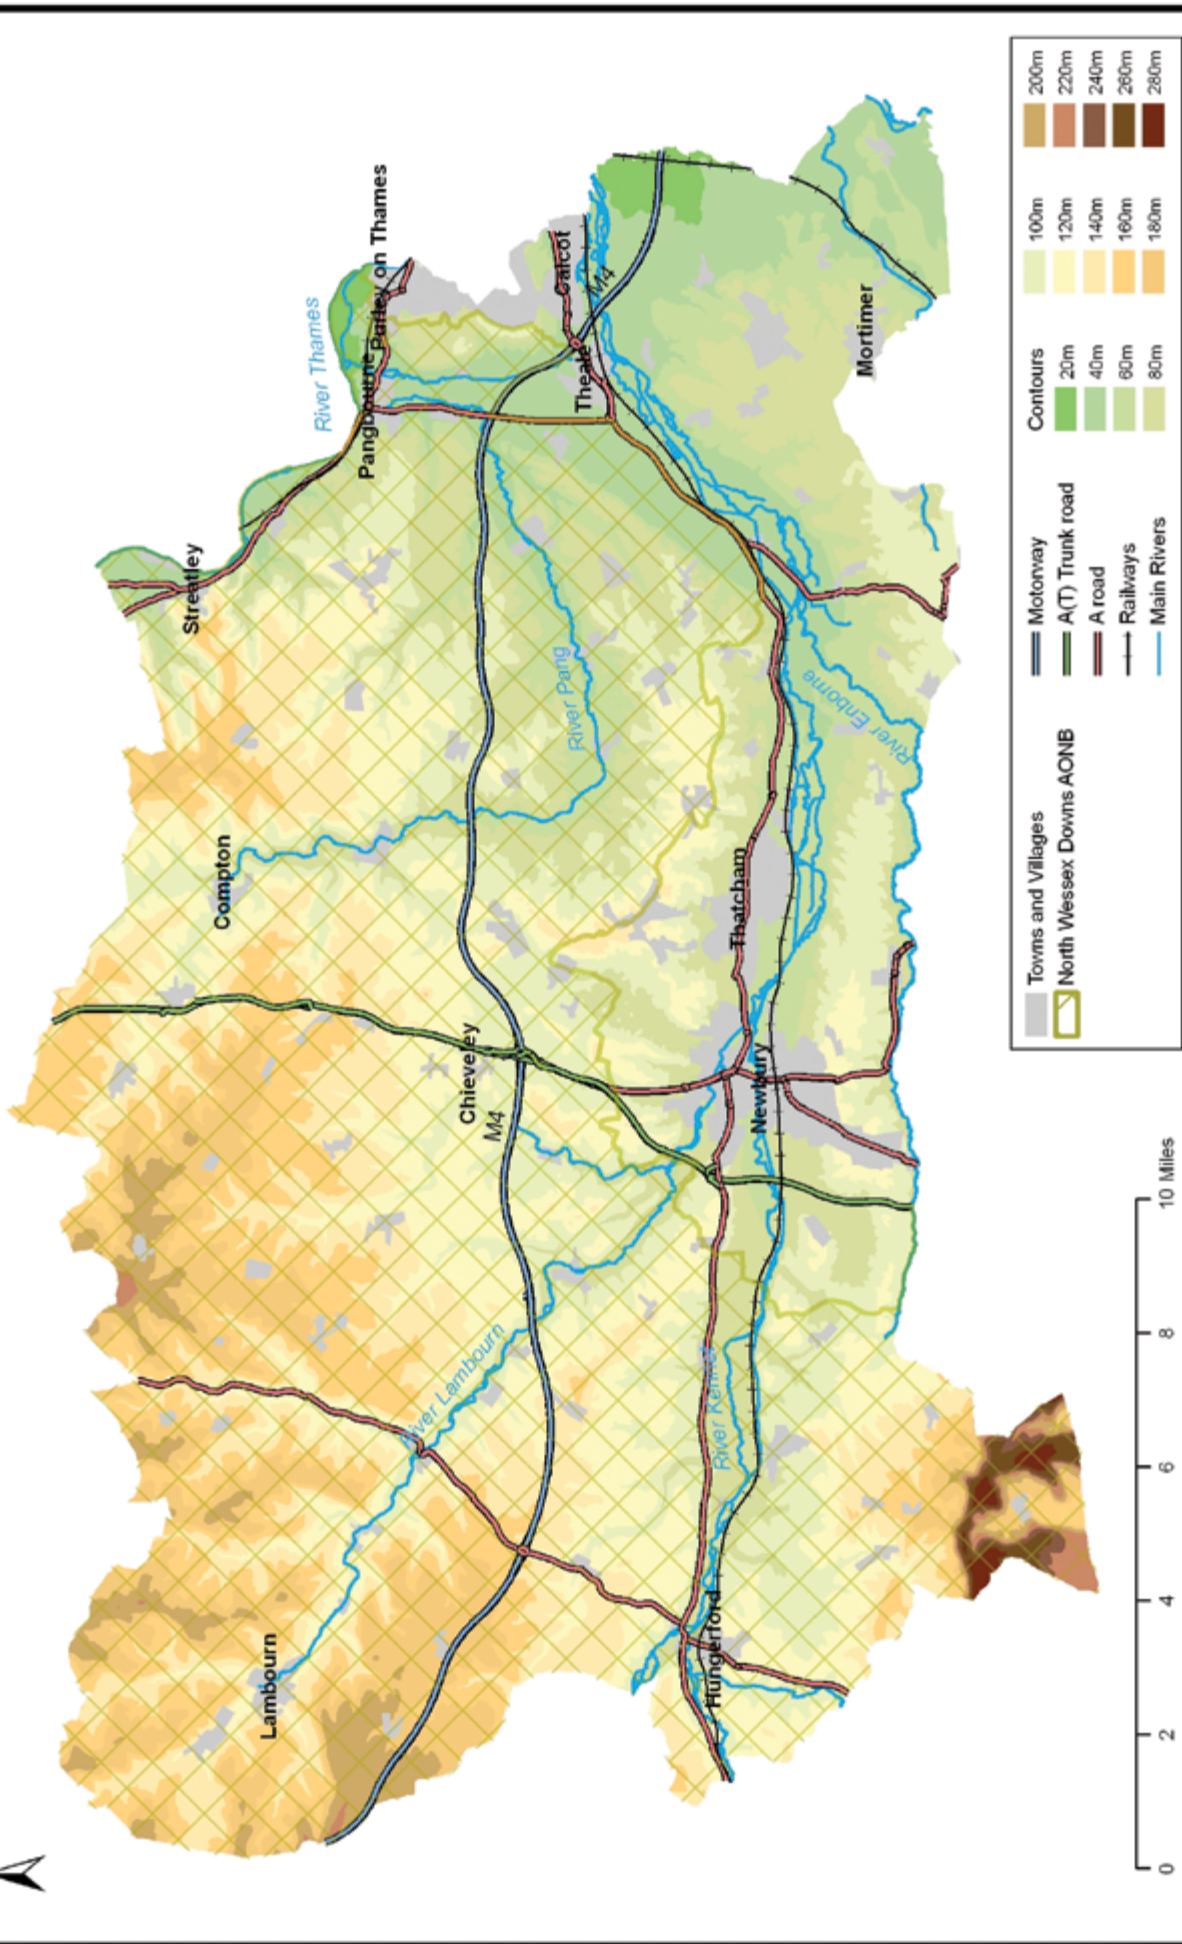 River Thames
Purley on Thames
Pangbourne
Streatley
Calcot
M4
Theale
Mortimer
River Pang
River Enborne
Compton
Thatcham
Chieveley
M4
Newbury
River Lambourn
River Kennet
Lambourn
Hungerford
0 2 4 6 8 10 Miles
Towns and Villages
North Wessex Downs AONB
Motorway
A(T) Trunk road
A road
Railways
Main Rivers
Contours
20m
40m
60m
80m
100m
120m
140m
160m
180m
200m
220m
240m
260m
280m